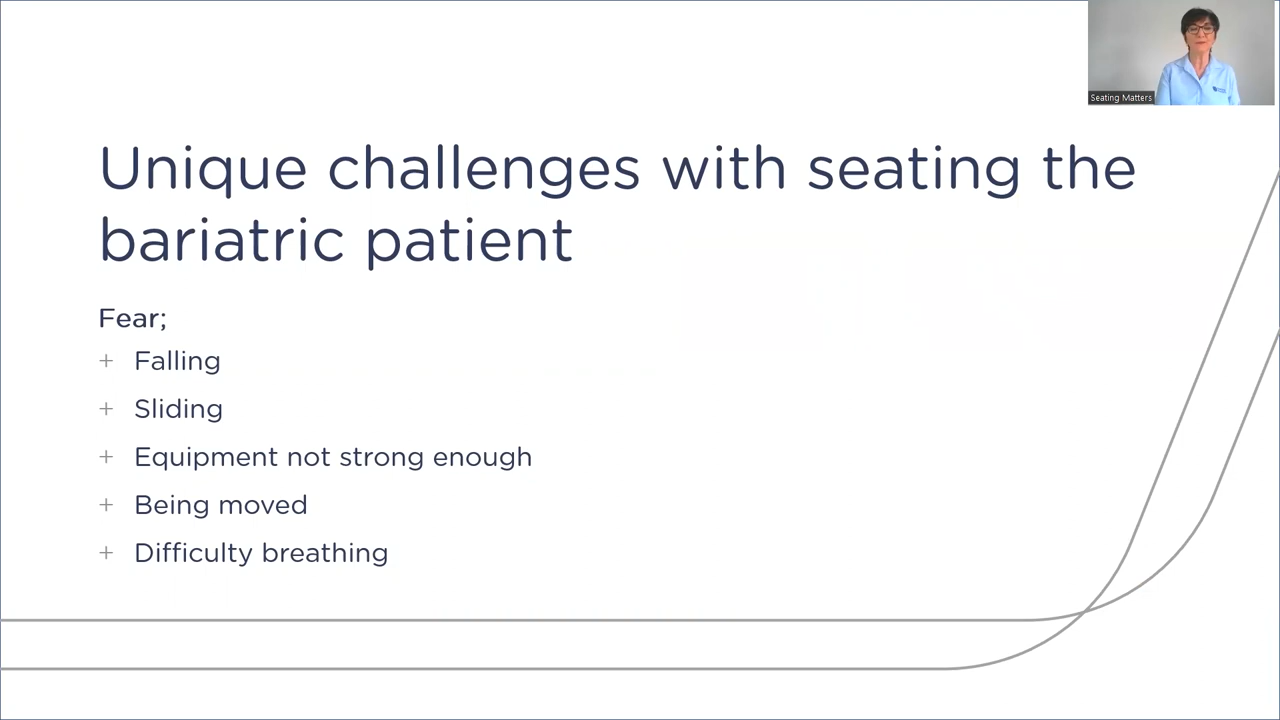 Seating Matters
Unique challenges with seating the
bariatric patient
Fear;
+ Falling
+ Sliding
+ Equipment not strong enough
+ Being moved
+ Difficulty breathing